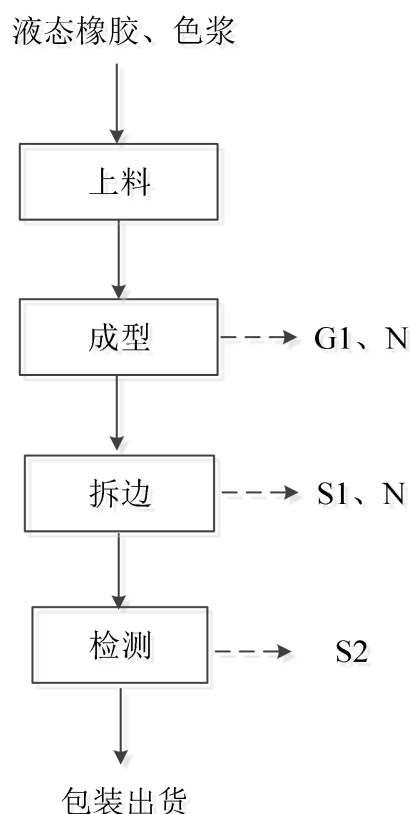 液态橡胶、色浆
上料
成型
G1、N
拆边
S1、N
检测
S2
包装出货